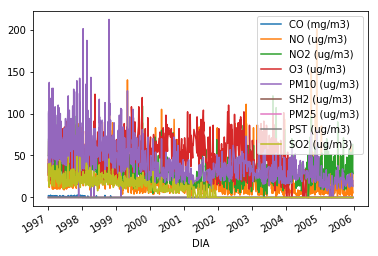 200
150
100
50
0
CO (mg/m3)
NO (ug/m3)
NO2 (ug/m3)
O3 (ug/m3)
PM10 (ug/m3)
SH2 (ug/m3)
PM25 (ug/m3)
PST (ug/m3)
SO2 (ug/m3)
1997 1998 1999 2000 2001 2002 2003 2004 2005 2006
DIA